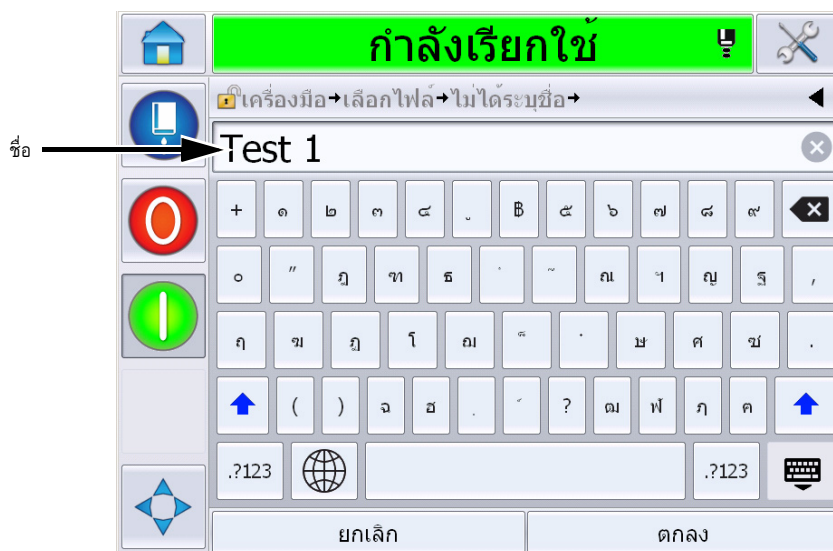 กำลังเรียกใช้
เครื่องมือ→เลือกไฟล์→ไม่ได้ระบุชื่อ→
ชื่อ
Test 1
+ ๑ ๒ ๓ ๔ ู ฿ ๕ ๖ ๗ ๘ ๙
๐ " ฎ ฑ ธ ํ ๊ ณ ฯ ญ ฐ ,
ฤ ฆ ฏ โ ฌ ็ ๋ ษ ศ ซ .
( ) ฉ ฮ ฺ ์ ? ฒ ฬ ฦ ฅ
.?123 .?123
ยกเลิก ตกลง